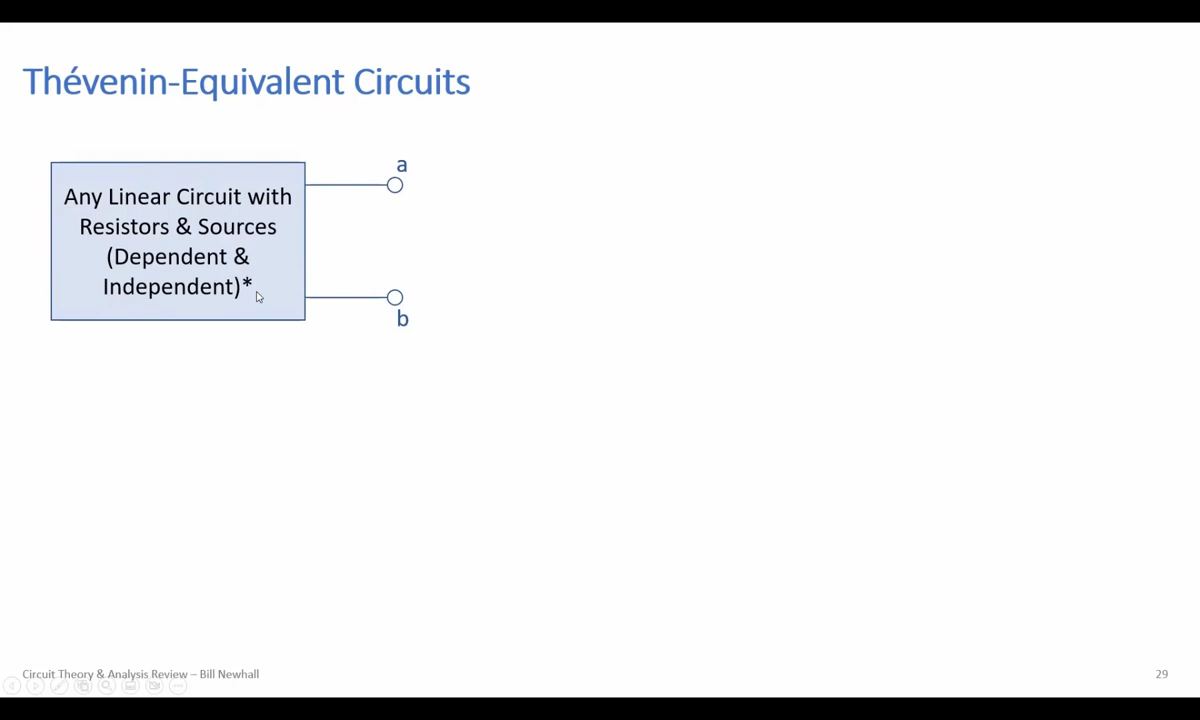 Thévenin-Equivalent Circuits
a
Any Linear Circuit with
Resistors & Sources
(Dependent &
Independent)*
b
Circuit Theory & Analysis Review – Bill Newhall
29